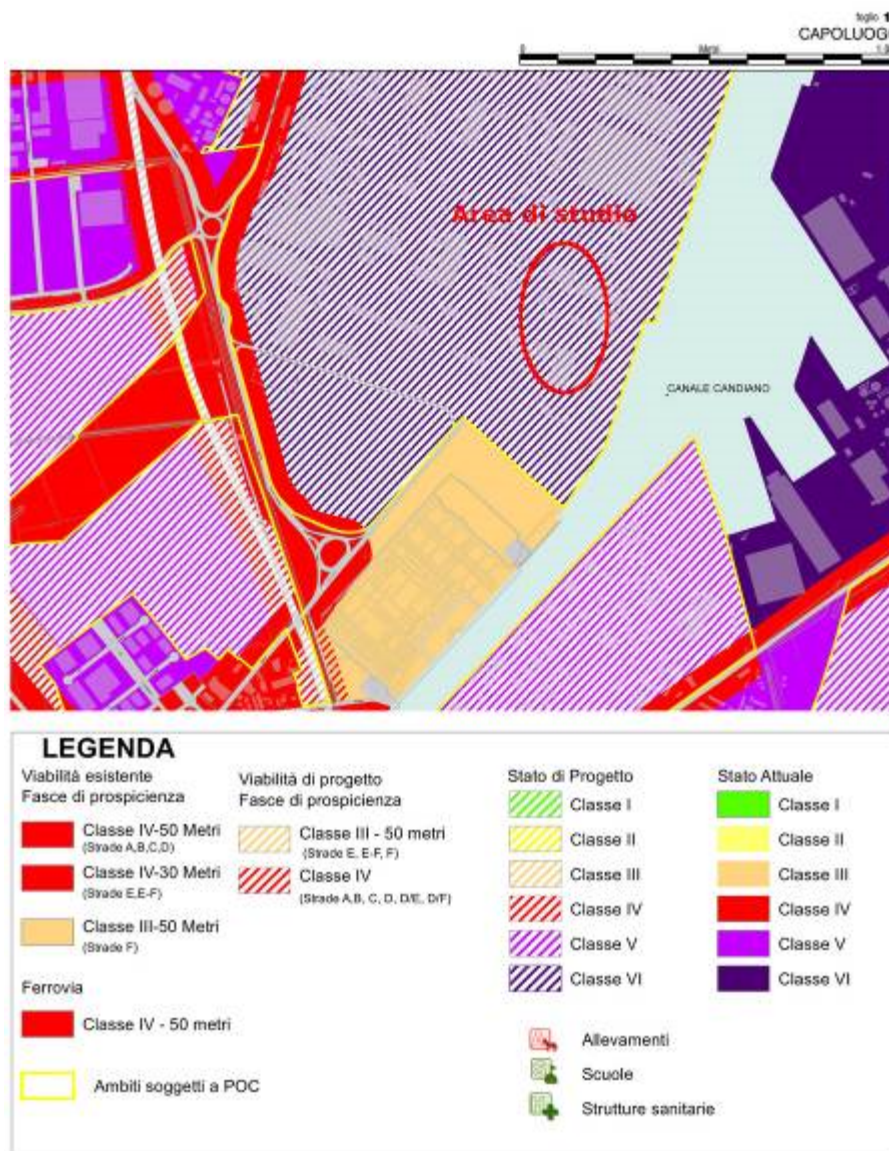 foglio
CAPOLUOG
0 Metri
Area di studio
CANALE CANDIANO
LEGENDA
Viabilità esistente
Fasce di prospicienza
Classe IV-50 Metri
(Strade A,B,C,D)
Classe IV-30 Metri
(Strade E,E-F)
Classe III-50 Metri
(Strade F)
Ferrovia
Classe IV - 50 metri
Ambiti soggetti a POC
Viabilità di progetto
Fasce di prospicienza
Classe III - 50 metri
(Strade E, E-F, F)
Classe IV
(Strade A,B, C, D, D/E, D/F)
Stato di Progetto
Classe I
Classe II
Classe III
Classe IV
Classe V
Classe VI
Stato Attuale
Classe I
Classe II
Classe III
Classe IV
Classe V
Classe VI
Allevamenti
Scuole
Strutture sanitarie